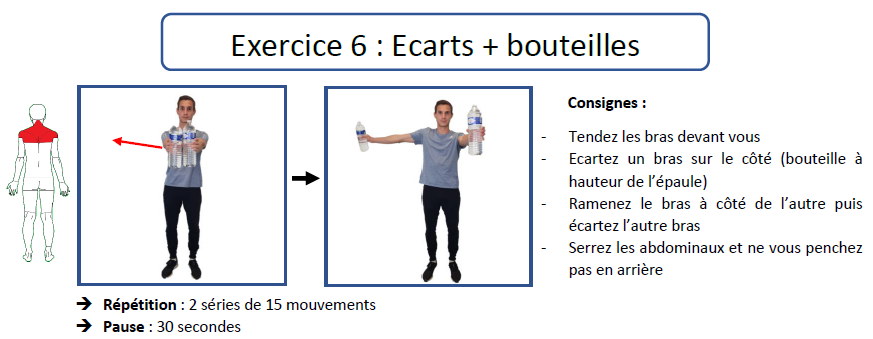 Exercice 6 : Ecarts + bouteilles
Consignes :
- Tendez les bras devant vous
- Ecartez un bras sur le côté (bouteille à
hauteur de l’épaule)
- Ramenez le bras à côté de l’autre puis
écartez l’autre bras
- Serrez les abdominaux et ne vous penchez
pas en arrière
➔ Répétition : 2 séries de 15 mouvements
➔ Pause : 30 secondes